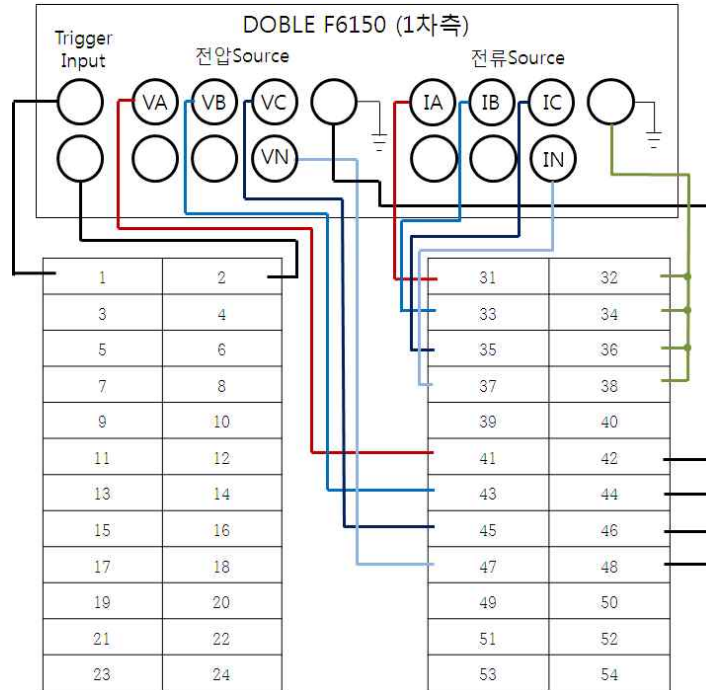 DOBLE F6150 (1차측)
Trigger
Input
전압Source
전류Source
VA VB VC IA IB IC
VN IN
1 2 31 32
3 4 33 34
5 6 35 36
7 8 37 38
9 10 39 40
11 12 41 42
13 14 43 44
15 16 45 46
17 18 47 48
19 20 49 50
21 22 51 52
23 24 53 54